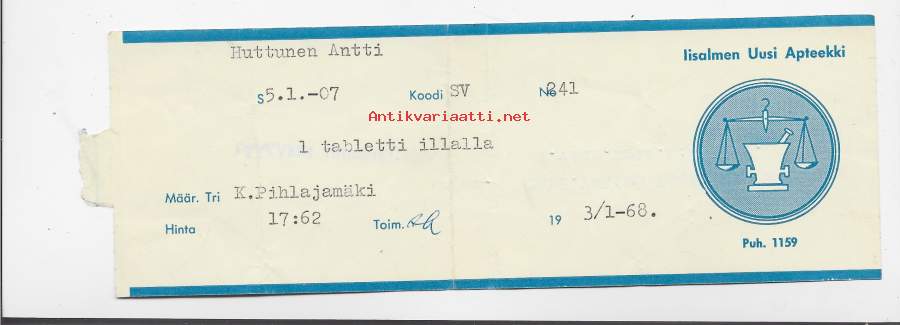 Huttunen Antti
Iisalmen Uusi Apteekki
S5.1.-07 Koodi SV No 241
Antikvariaatti.net
1 tabletti illalla
Määr. Tri K.Pihlajamäki
Hinta 17:62 Toim. 19 3/1-68.
Puh. 1159